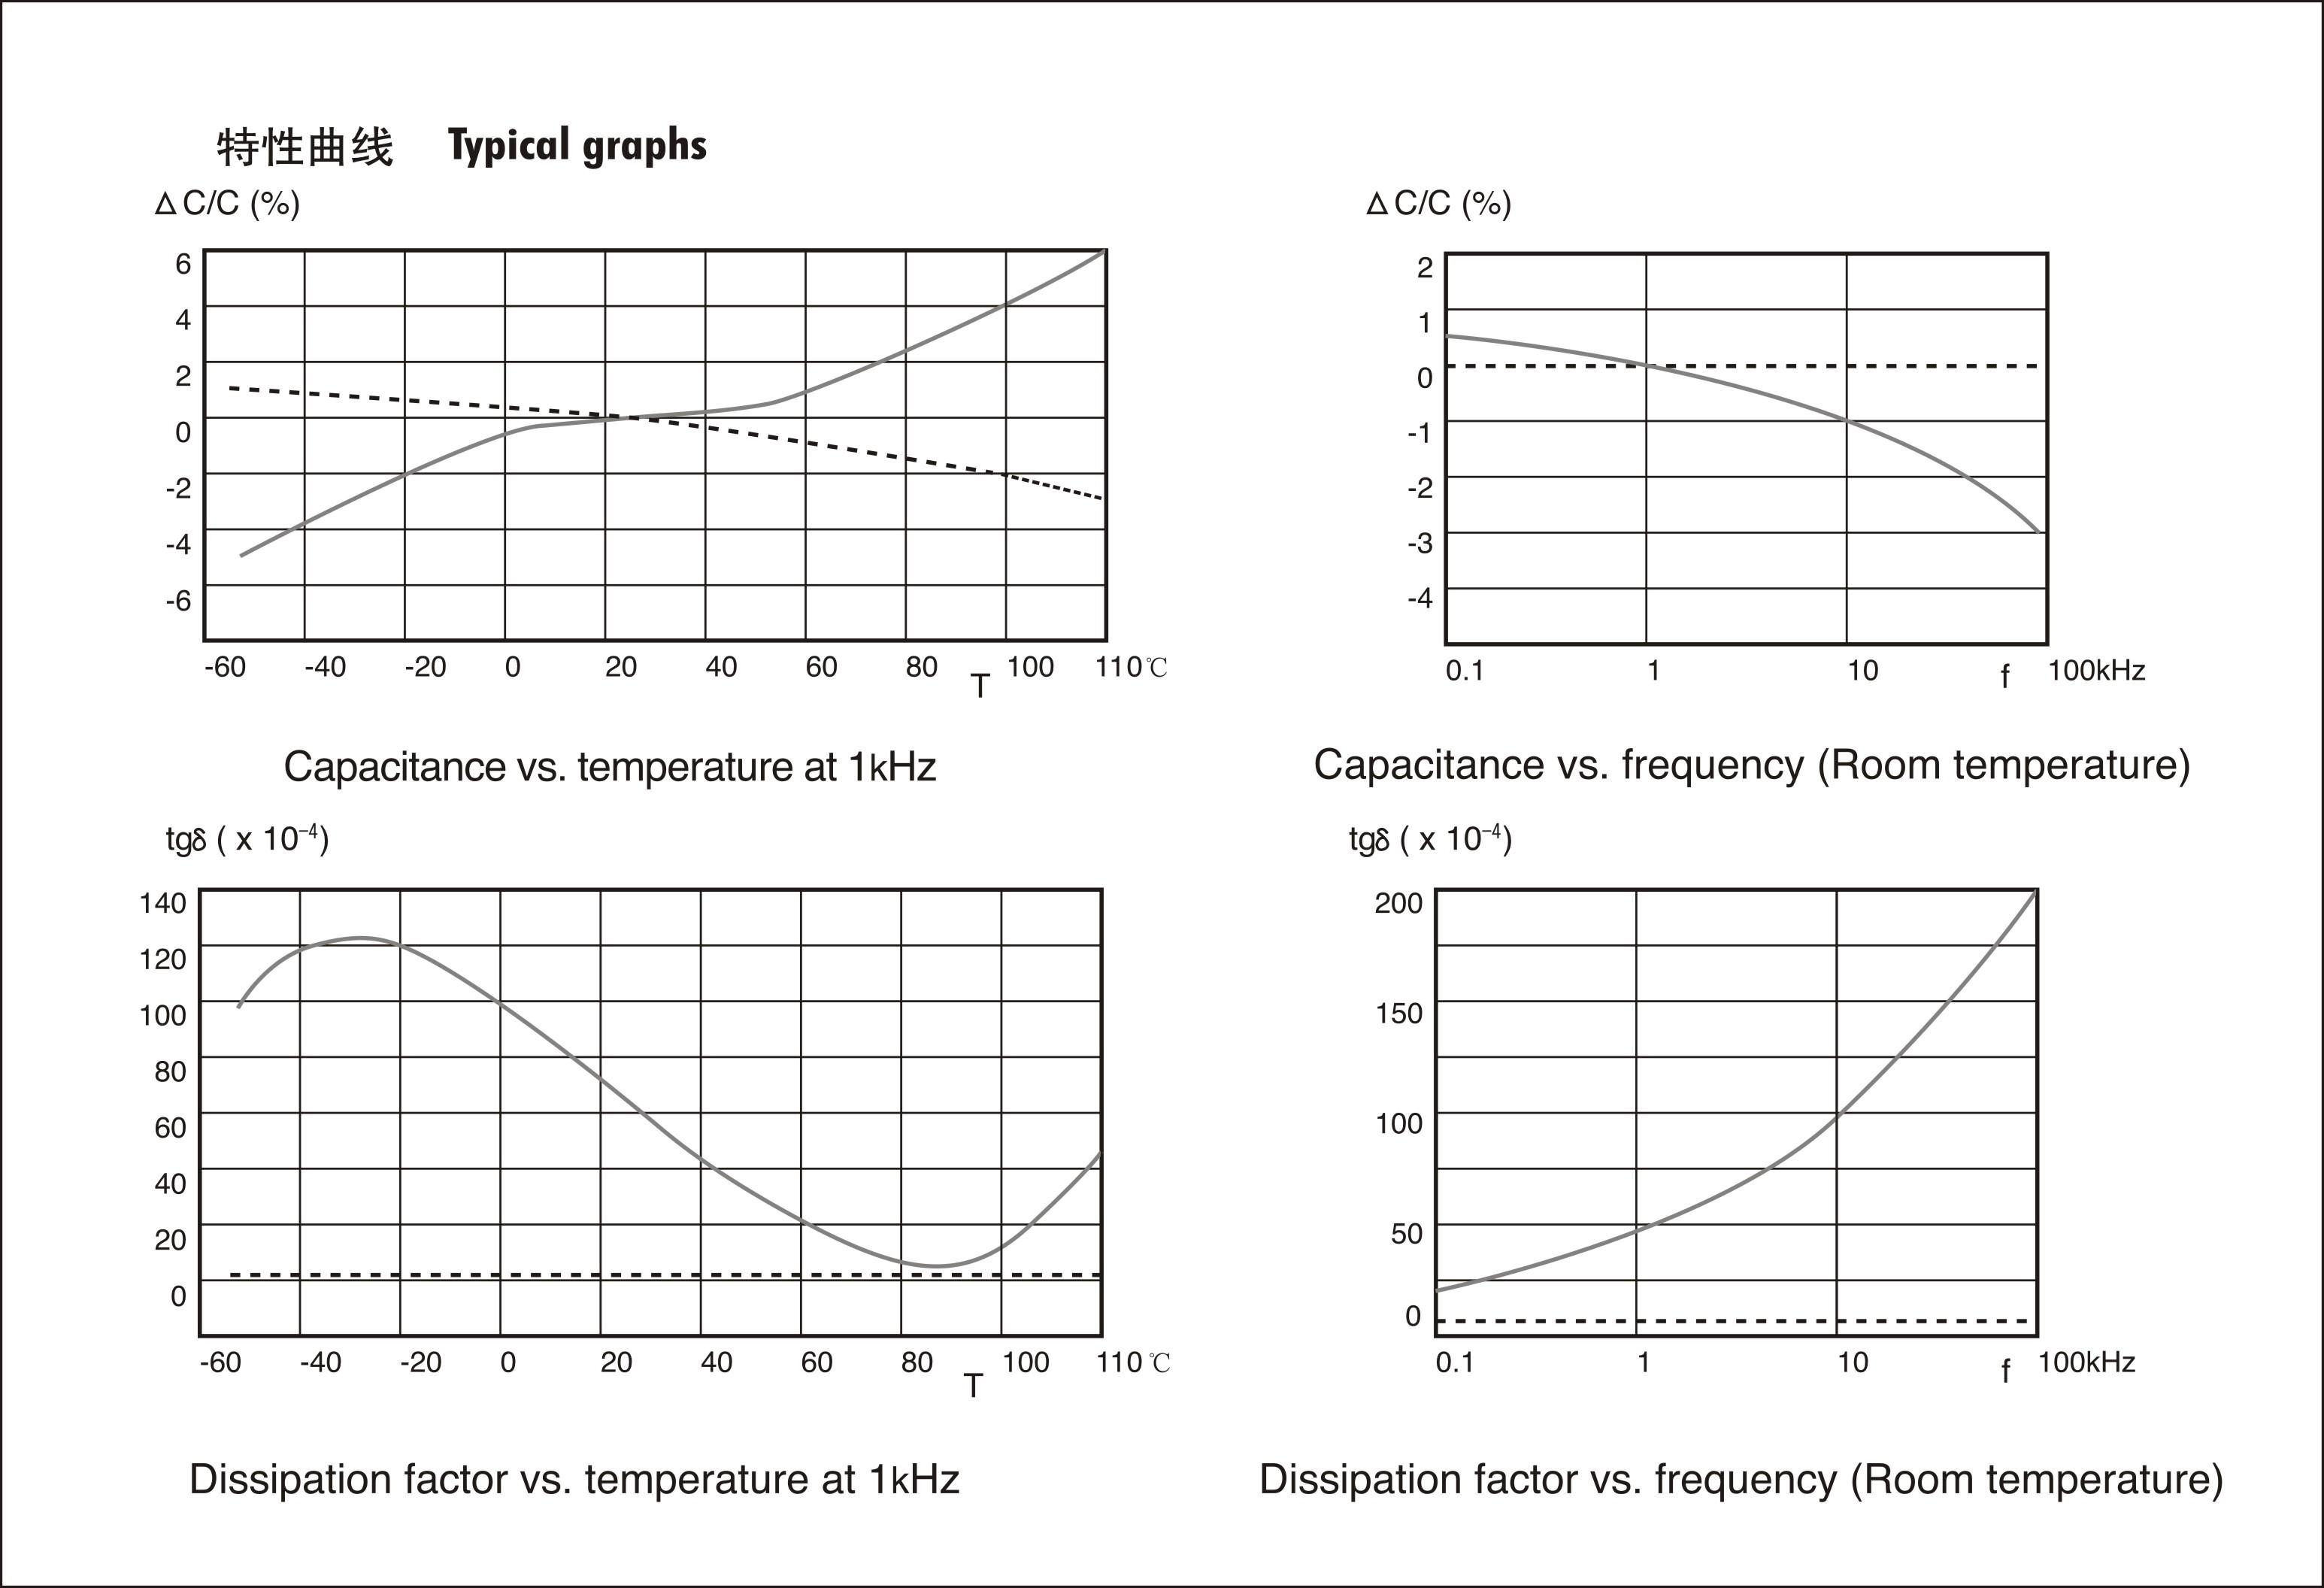 特性曲线 Typical graphs
Δ C/C (%)
6
4
2
0
-2
-4
-6
-60 -40 -20 0 20 40 60 80 100 110℃
T
Capacitance vs. temperature at 1kHz
Δ C/C (%)
2
1
0
-1
-2
-3
-4
0.1 1 10 f 100kHz
Capacitance vs. frequency (Room temperature)
tgδ ( x 10⁻⁴)
140
120
100
80
60
40
20
0
-60 -40 -20 0 20 40 60 80 100 110 ℃
T
Dissipation factor vs. temperature at 1kHz
tgδ ( x 10⁻⁴)
200
150
100
50
0
0.1 1 10 f 100kHz
Dissipation factor vs. frequency (Room temperature)